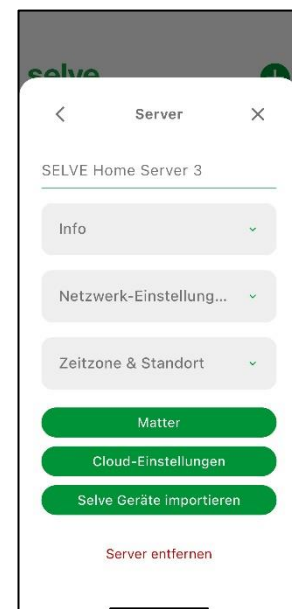 selve
Server
SELVE Home Server 3
Info
Netzwerk-Einstellung...
Zeitzone & Standort
Matter
Cloud-Einstellungen
Selve Geräte importieren
Server entfernen